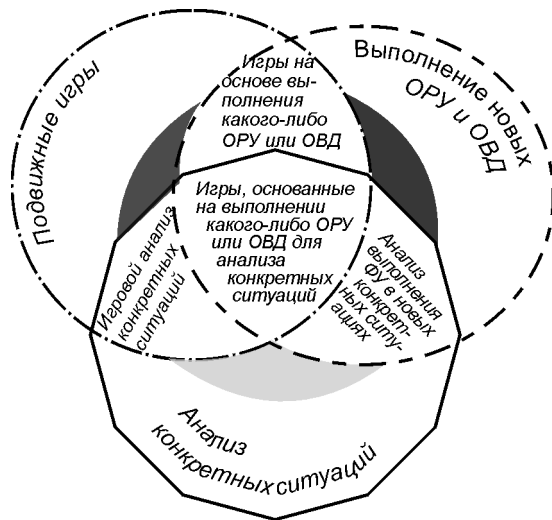 Подвижные игры
Игры на
основе вы-
полнения
какого-либо
ОРУ или ОВД
Выполнение новых
ОРУ и ОВД
Игры, основанные
на выполнении
какого-либо ОРУ
или ОВД для
анализа
конкретных
ситуаций
Игровой анализ
конкретных
ситуаций
Анализ
выполнения
ФУ в новых
конкрет-
ных ситу-
ациях
Анализ
конкретных ситуаций